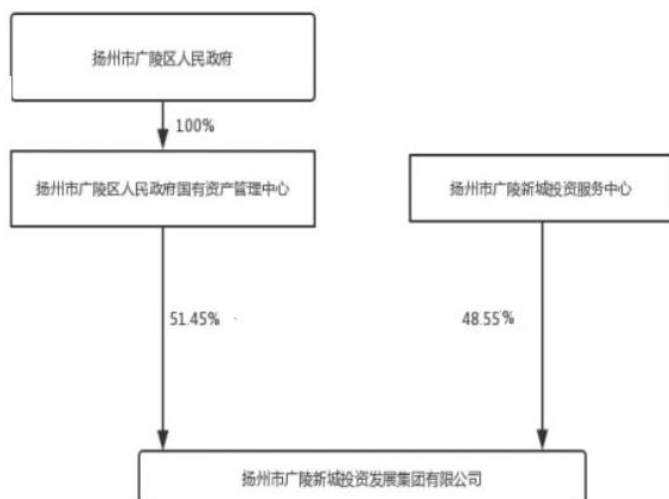 扬州市广陵区人民政府
100%
扬州市广陵区人民政府国有资产管理中心
扬州市广陵新城投资服务中心
51.45%
48.55%
扬州市广陵新城投资发展集团有限公司